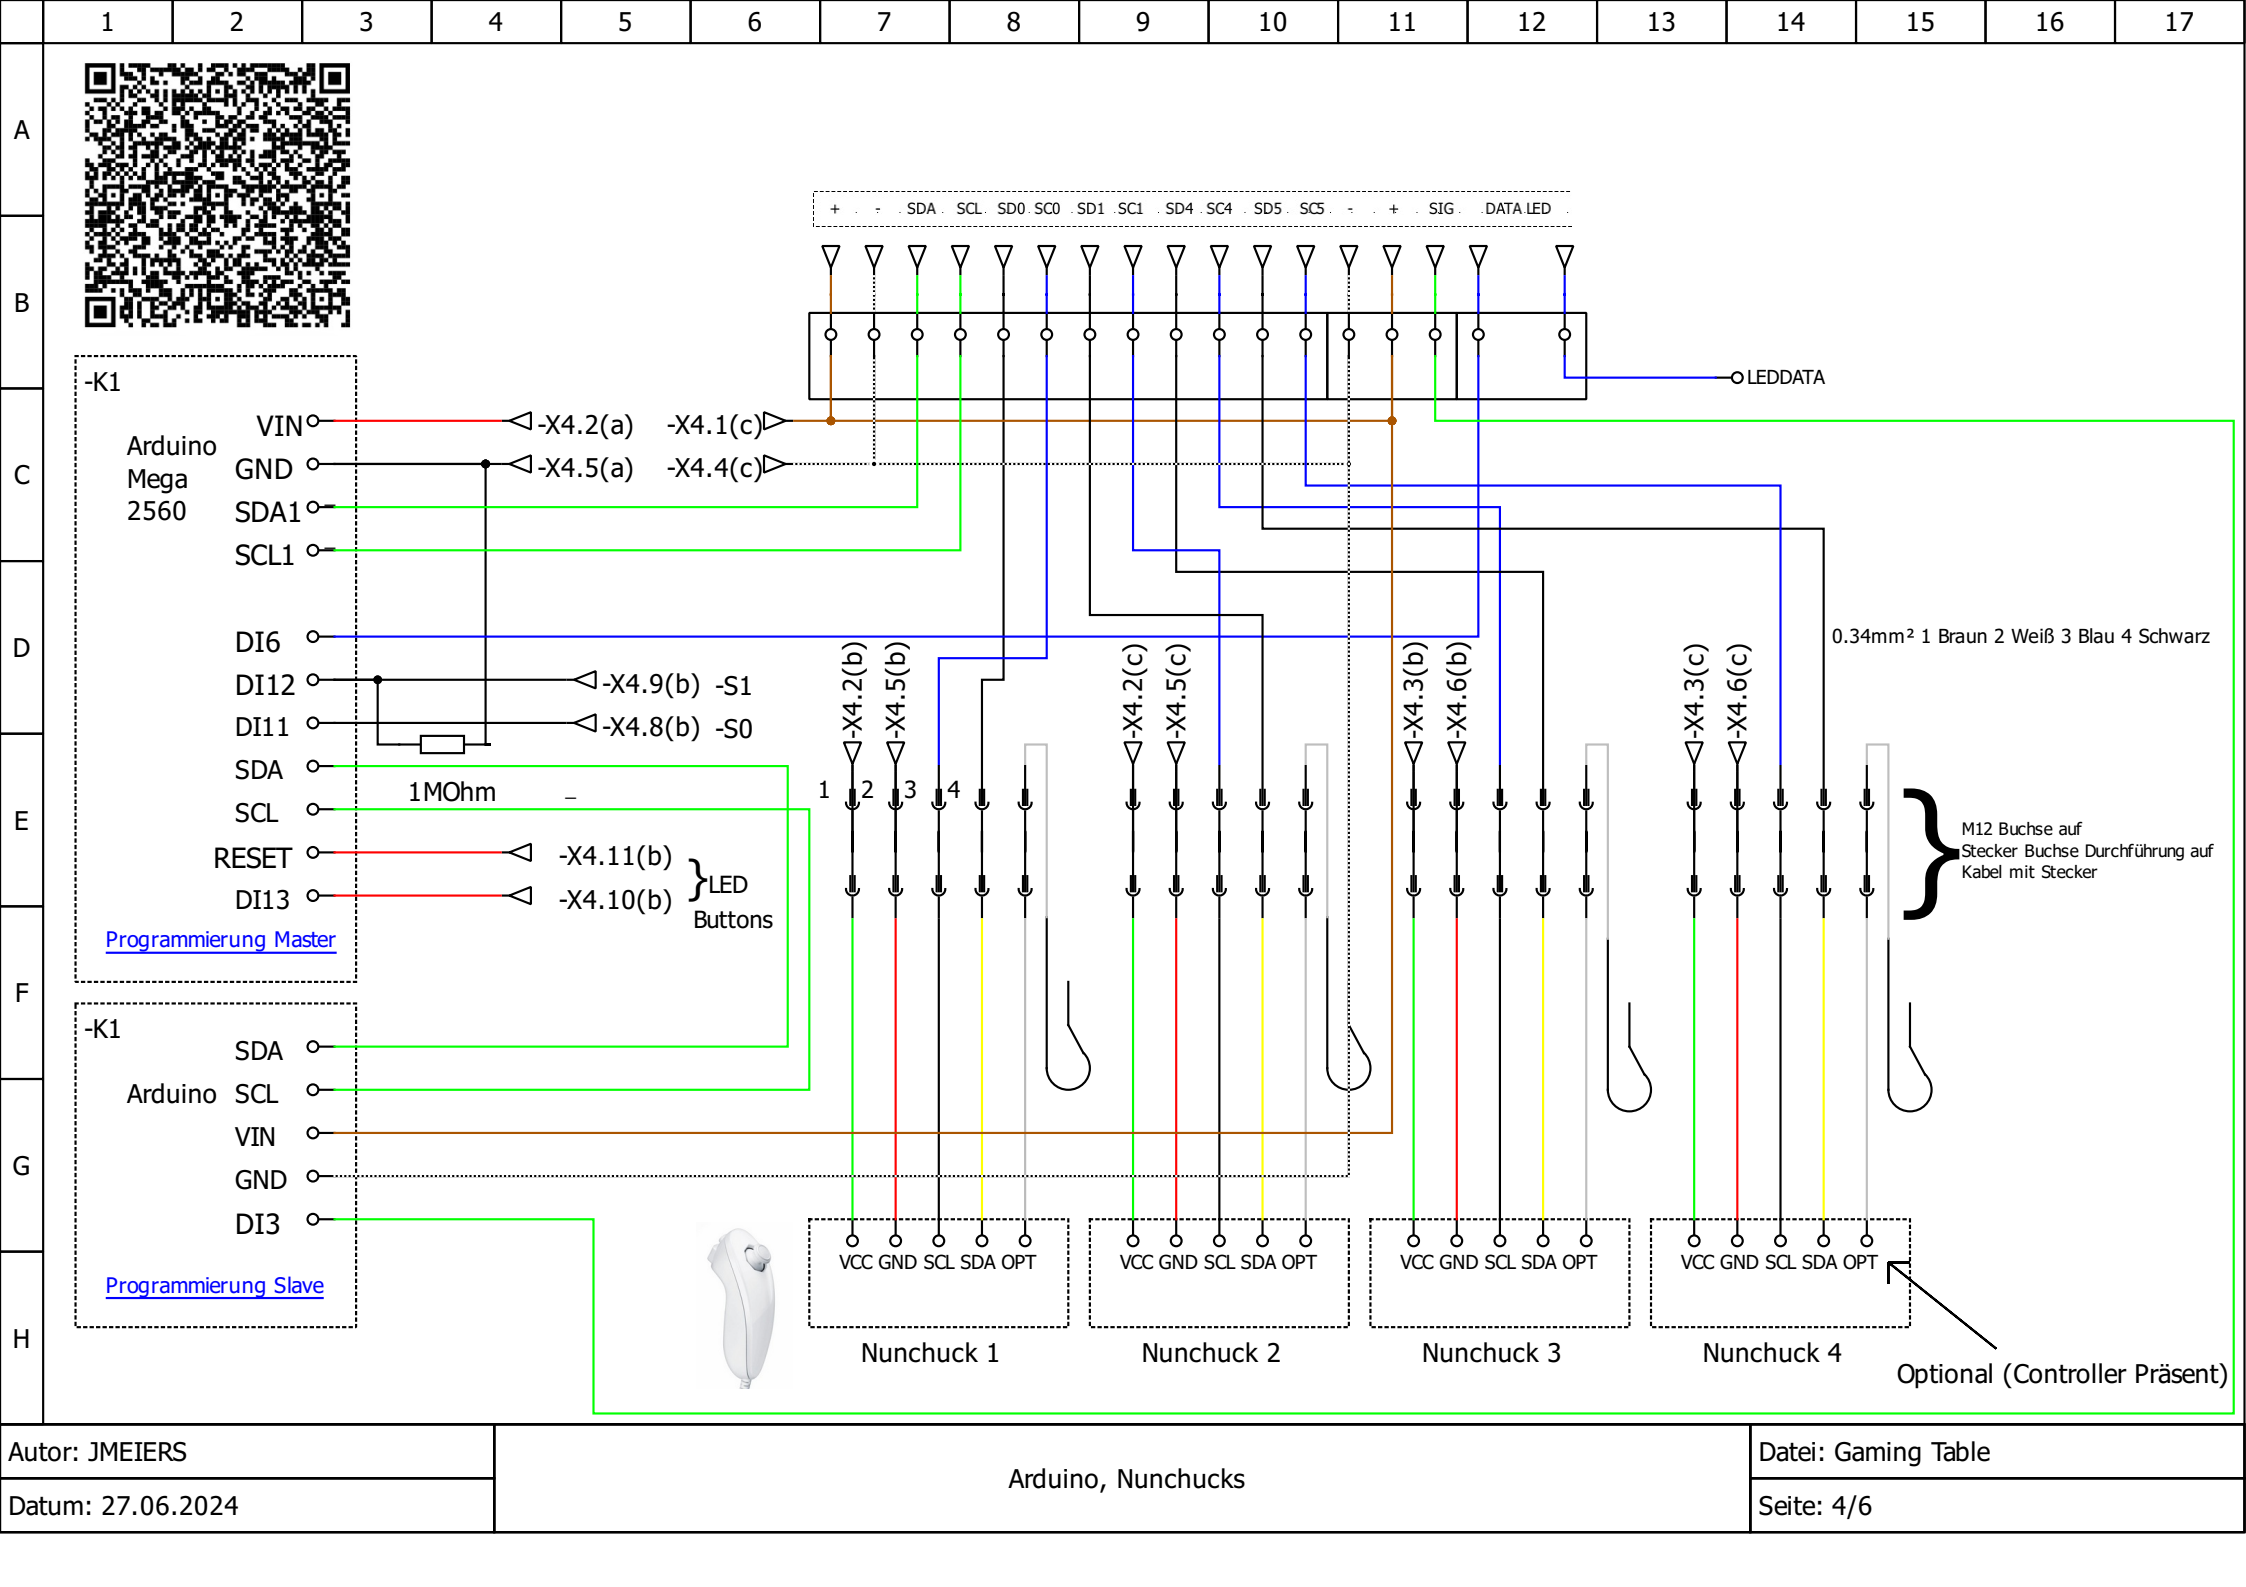 1 2 3 4 5 6 7 8 9 10 11 12 13 14 15 16 17
A
B
C
D
E
F
G
H
+ - SDA SCL SD0 SC0 SD1 SC1 SD4 SC4 SD5 SC5 - + SIG DATA LED
LEDDATA
-K1
Arduino
Mega
2560
VIN
GND
SDA1
SCL1
DI6
DI12
DI11
SDA
SCL
RESET
DI13
Programmierung Master
-X4.2(a) -X4.1(c)
-X4.5(a) -X4.4(c)
-X4.9(b) -S1
-X4.8(b) -S0
1MOhm
-X4.11(b)
-X4.10(b)
}LED
Buttons
-K1
Arduino
SDA
SCL
VIN
GND
DI3
Programmierung Slave
-X4.2(b)
-X4.5(b)
-X4.2(c)
-X4.5(c)
-X4.3(b)
-X4.6(b)
-X4.3(c)
-X4.6(c)
0.34mm² 1 Braun 2 Weiß 3 Blau 4 Schwarz
1 2 3 4
M12 Buchse auf
Stecker Buchse Durchführung auf
Kabel mit Stecker
VCC GND SCL SDA OPT
Nunchuck 1
VCC GND SCL SDA OPT
Nunchuck 2
VCC GND SCL SDA OPT
Nunchuck 3
VCC GND SCL SDA OPT
Nunchuck 4
Optional (Controller Präsent)
Autor: JMEIERS
Datum: 27.06.2024
Arduino, Nunchucks
Datei: Gaming Table
Seite: 4/6